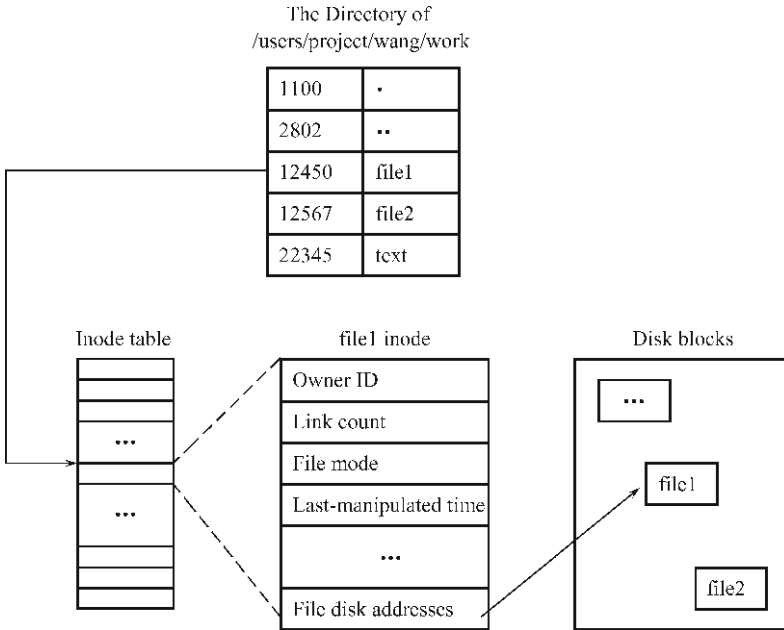 The Directory of
/users/project/wang/work
1100 .
2802 ..
12450 file1
12567 file2
22345 text
Inode table
file1 inode
Disk blocks
Owner ID
Link count
File mode
Last-manipulated time
...
File disk addresses
...
...
...
file1
file2